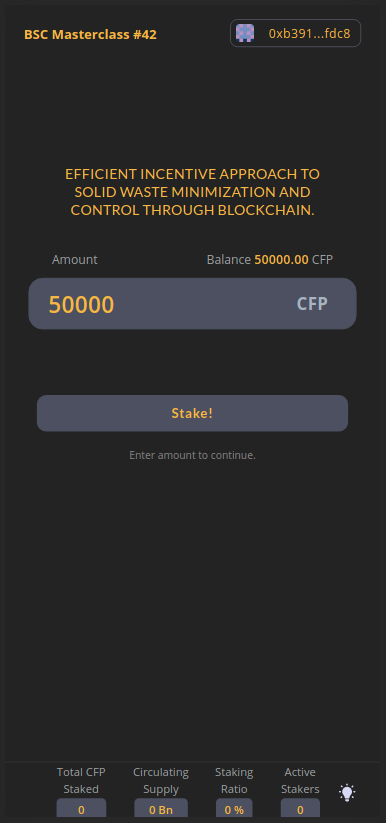 BSC Masterclass #42
0xb391...fdc8
EFFICIENT INCENTIVE APPROACH TO
SOLID WASTE MINIMIZATION AND
CONTROL THROUGH BLOCKCHAIN.
Amount
Balance 50000.00 CFP
50000
CFP
Stake!
Enter amount to continue.
Total CFP Staked
Circulating Supply
Staking Ratio
Active Stakers
0
0 Bn
0 %
0